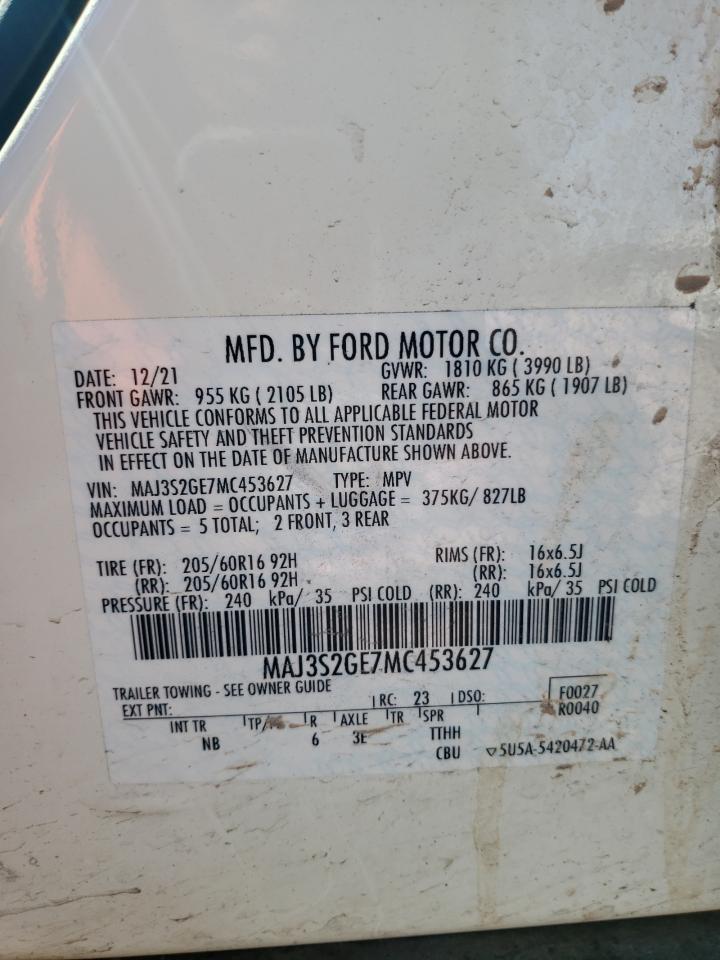 MFD. BY FORD MOTOR CO.
DATE: 12/21 GVWR: 1810 KG ( 3990 LB)
FRONT GAWR: 955 KG ( 2105 LB) REAR GAWR: 865 KG ( 1907 LB)
THIS VEHICLE CONFORMS TO ALL APPLICABLE FEDERAL MOTOR
VEHICLE SAFETY AND THEFT PREVENTION STANDARDS
IN EFFECT ON THE DATE OF MANUFACTURE SHOWN ABOVE.
VIN: MAJ3S2GE7MC453627 TYPE: MPV
MAXIMUM LOAD = OCCUPANTS + LUGGAGE = 375KG/ 827LB
OCCUPANTS = 5 TOTAL; 2 FRONT, 3 REAR
TIRE (FR): 205/60R16 92H RIMS (FR): 16x6.5J
(RR): 205/60R16 92H (RR): 16x6.5J
PRESSURE (FR): 240 kPa/ 35 PSI COLD (RR): 240 kPa/ 35 PSI COLD
MAJ3S2GE7MC453627
TRAILER TOWING - SEE OWNER GUIDE
EXT PNT: RC: 23 DSO: F0027
R0040
INT TR TP/ R AXLE TR SPR
NB 6 3E TTHH
CBU 5U5A-5420472-AA